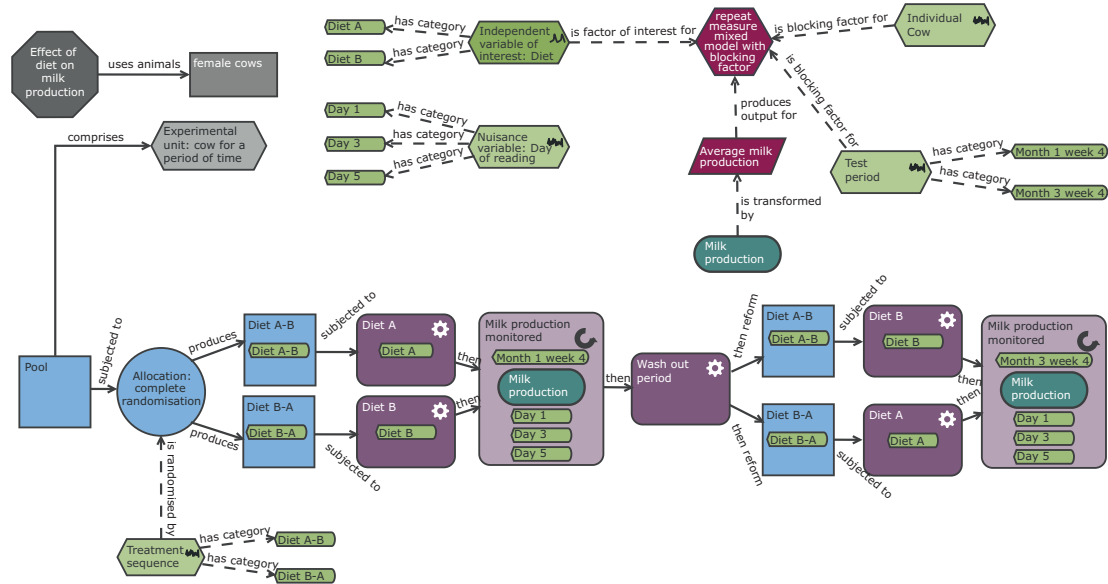 Effect of
diet on
milk
production
uses animals
female cows
comprises
Experimental
unit: cow for a
period of time
Diet A
Diet B
has category
has category
Independent
variable of
interest: Diet
is factor of interest for
repeat
measure
mixed
model with
blocking
factor
is blocking factor for
Individual
Cow
Day 1
Day 3
Day 5
has category
has category
has category
Nuisance
variable: Day
of reading
produces
output for
is blocking factor for
Average milk
production
Test
period
has category
has category
Month 1 week 4
Month 3 week 4
is transformed
by
Milk
production
Pool
subjected to
Allocation:
complete
randomisation
produces
produces
Diet A-B
Diet A-B
Diet B-A
Diet B-A
subjected to
subjected to
Diet A
Diet A
Diet B
Diet B
then
then
Milk production
monitored
Month 1 week 4
Milk
production
Day 1
Day 3
Day 5
then
Wash out
period
then reform
then reform
Diet A-B
Diet A-B
Diet B-A
Diet B-A
subjected to
subjected to
Diet B
Diet B
Diet A
Diet A
then
then
Milk production
monitored
Month 3 week 4
Milk
production
Day 1
Day 3
Day 5
is randomised by
Treatment
sequence
has category
has category
Diet A-B
Diet B-A